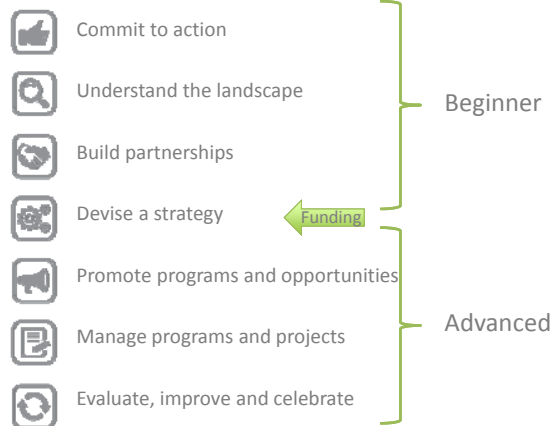 Commit to action
Understand the landscape
Beginner
Build partnerships
Devise a strategy
Funding
Promote programs and opportunities
Advanced
Manage programs and projects
Evaluate, improve and celebrate